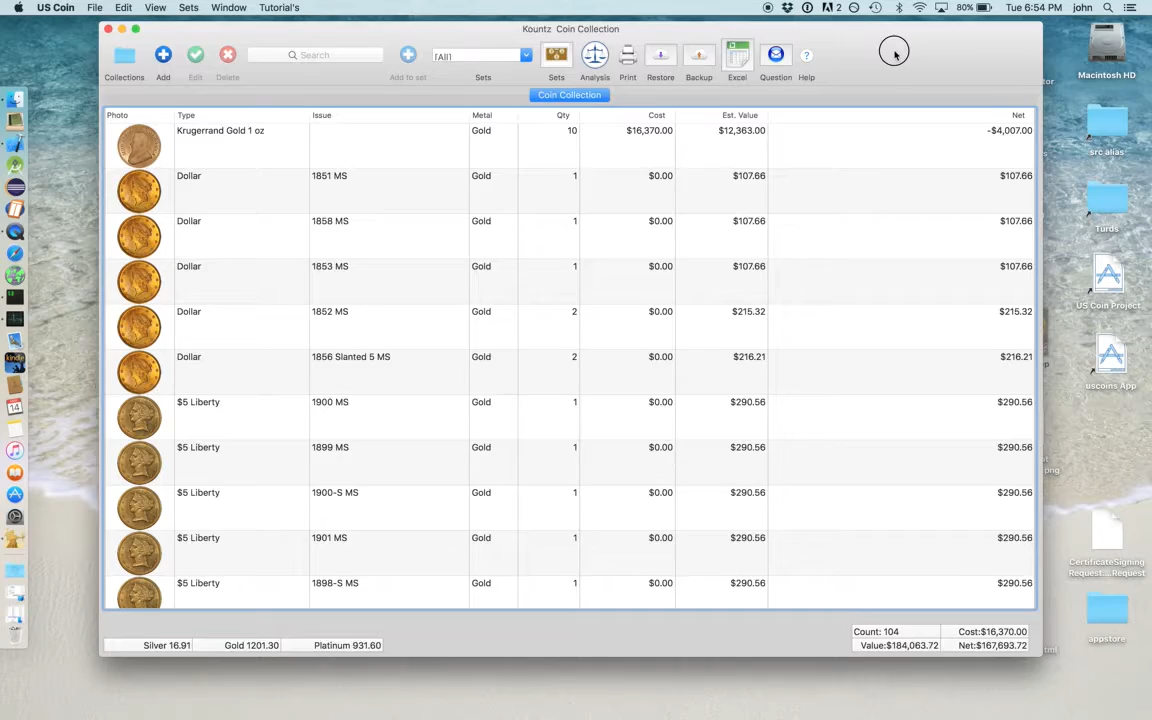 US Coin File Edit View Sets Window Tutorial's
2 80% Tue 6:54 PM john
Kountz Coin Collection
Search [All]
Collections Add Edit Delete Add to set Sets Sets Analysis Print Restore Backup Excel Question Help
Coin Collection
Photo Type Issue Metal Qty Cost Est. Value Net
Krugerrand Gold 1 oz Gold 10 $16,370.00 $12,363.00 -$4,007.00
Dollar 1851 MS Gold 1 $0.00 $107.66 $107.66
Dollar 1858 MS Gold 1 $0.00 $107.66 $107.66
Dollar 1853 MS Gold 1 $0.00 $107.66 $107.66
Dollar 1852 MS Gold 2 $0.00 $215.32 $215.32
Dollar 1856 Slanted 5 MS Gold 2 $0.00 $216.21 $216.21
$5 Liberty 1900 MS Gold 1 $0.00 $290.56 $290.56
$5 Liberty 1899 MS Gold 1 $0.00 $290.56 $290.56
$5 Liberty 1900-S MS Gold 1 $0.00 $290.56 $290.56
$5 Liberty 1901 MS Gold 1 $0.00 $290.56 $290.56
$5 Liberty 1898-S MS Gold 1 $0.00 $290.56 $290.56
Count: 104 Cost:$16,370.00
Silver 16.91 Gold 1201.30 Platinum 931.60 Value:$184,063.72 Net:$167,693.72
Macintosh HD
src alias
Turds
US Coin Project
uscoins App
CertificateSigning
Request....Request
appstore
kindle
14